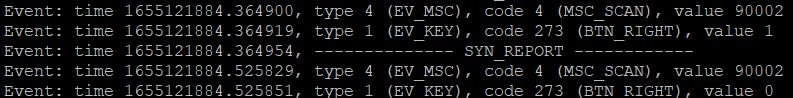 Event: time 1655121884.364900, type 4 (EV_MSC), code 4 (MSC_SCAN), value 90002
Event: time 1655121884.364919, type 1 (EV_KEY), code 273 (BTN_RIGHT), value 1
Event: time 1655121884.364954, -------------- SYN_REPORT ------------
Event: time 1655121884.525829, type 4 (EV_MSC), code 4 (MSC_SCAN), value 90002
Event: time 1655121884.525851, type 1 (EV_KEY), code 273 (BTN_RIGHT), value 0